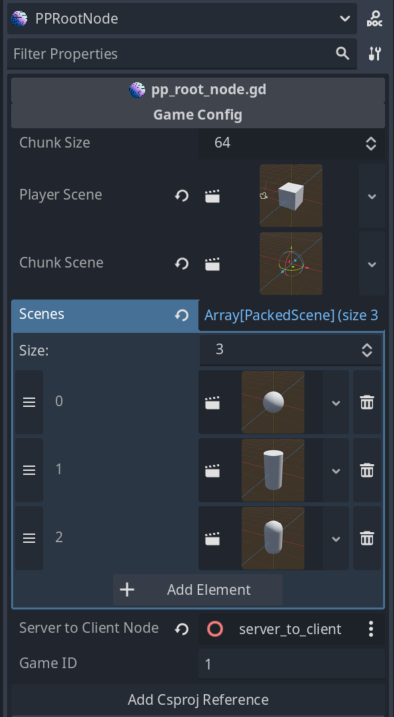 PPRootNode
DOC
Filter Properties
pp_root_node.gd
Game Config
Chunk Size 64
Player Scene
Chunk Scene
Scenes Array[PackedScene] (size 3
Size: 3
0
1
2
+ Add Element
Server to Client Node server_to_client
Game ID 1
Add Csproj Reference